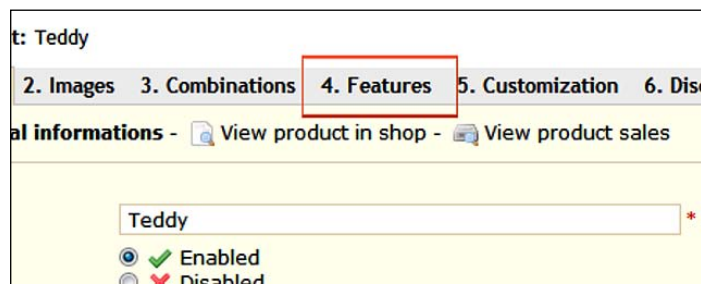 t: Teddy
2. Images 3. Combinations 4. Features 5. Customization 6. Disc
al informations - View product in shop - View product sales
Teddy *
Enabled
Disabled